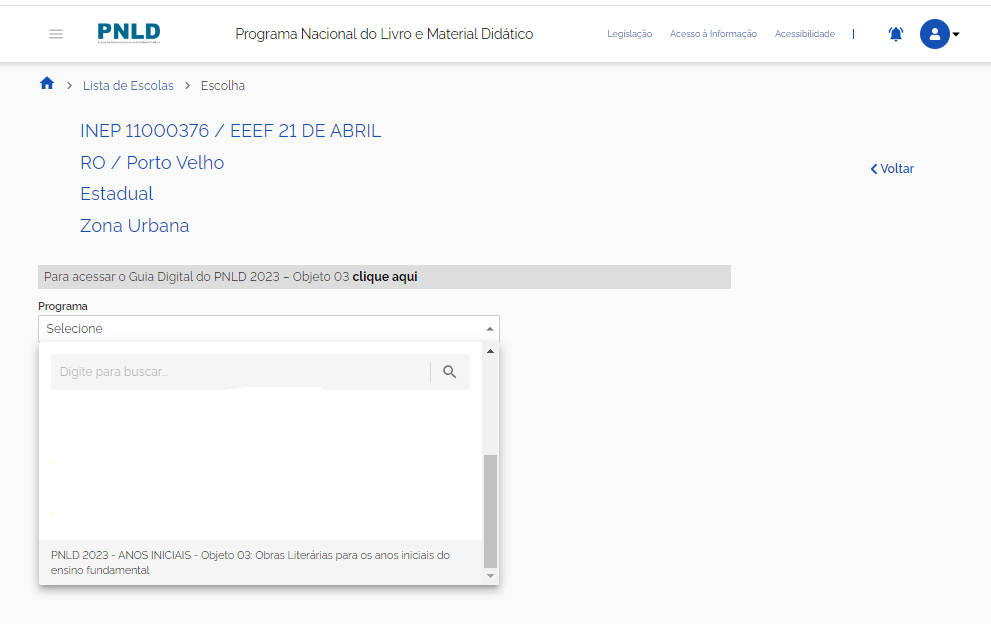 PNLD
Programa Nacional do Livro e Material Didático
Legislação
Acesso à Informação
Acessibilidade
Lista de Escolas
Escolha
INEP 11000376 / EEEF 21 DE ABRIL
RO / Porto Velho
Voltar
Estadual
Zona Urbana
Para acessar o Guia Digital do PNLD 2023 – Objeto 03 clique aqui
Programa
Selecione
Digite para buscar...
PNLD 2023 - ANOS INICIAIS - Objeto 03: Obras Literárias para os anos iniciais do
ensino fundamental